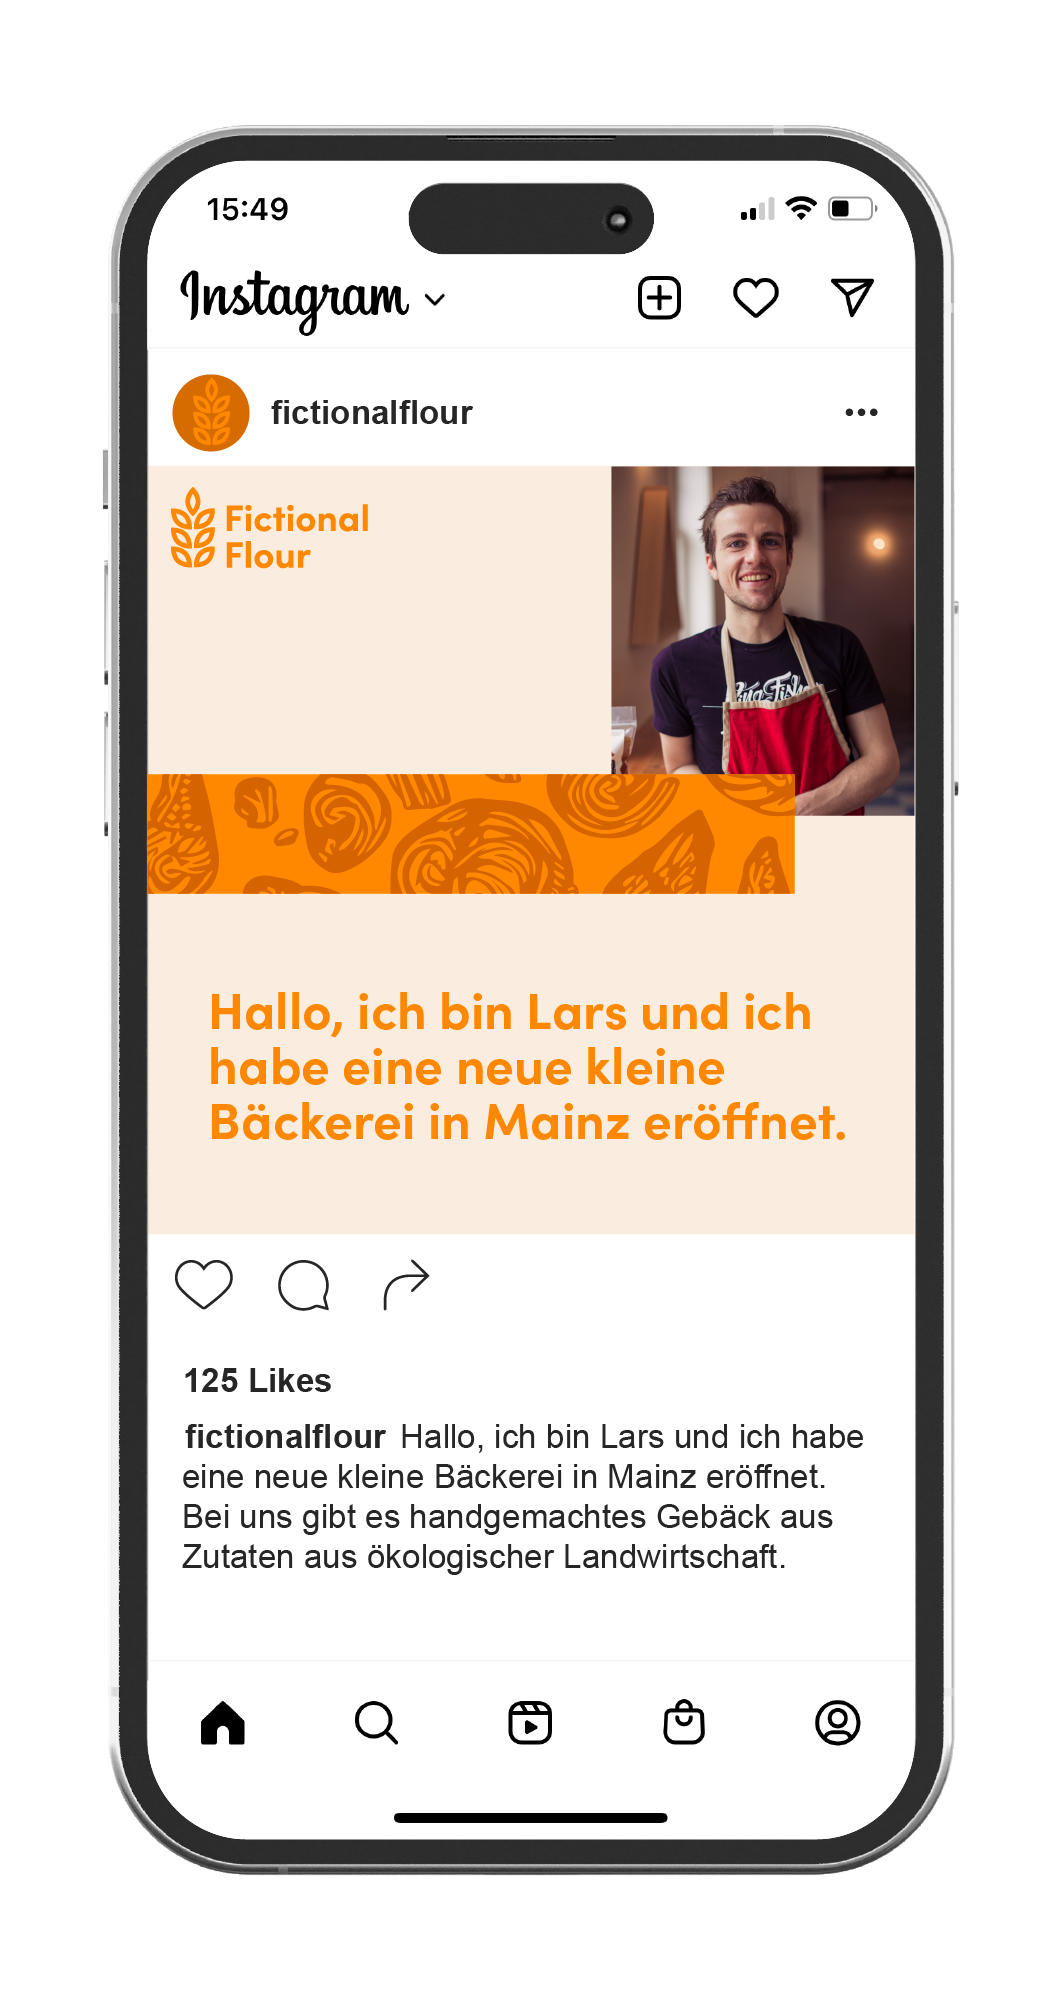 15:49
Instagram
fictionalflour
Fictional
Flour
Hallo, ich bin Lars und ich
habe eine neue kleine
Bäckerei in Mainz eröffnet.
125 Likes
fictionalflour Hallo, ich bin Lars und ich habe
eine neue kleine Bäckerei in Mainz eröffnet.
Bei uns gibt es handgemachtes Gebäck aus
Zutaten aus ökologischer Landwirtschaft.